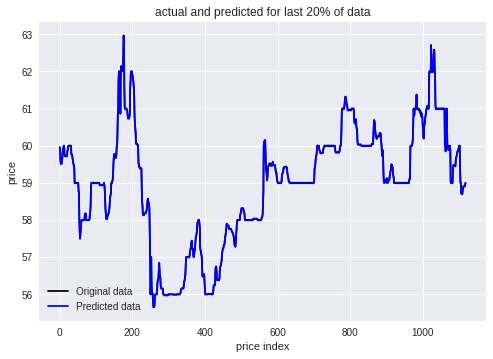 actual and predicted for last 20% of data
63
62
61
60
59
58
57
56
price
Original data
Predicted data
0
200
400
600
800
1000
price index